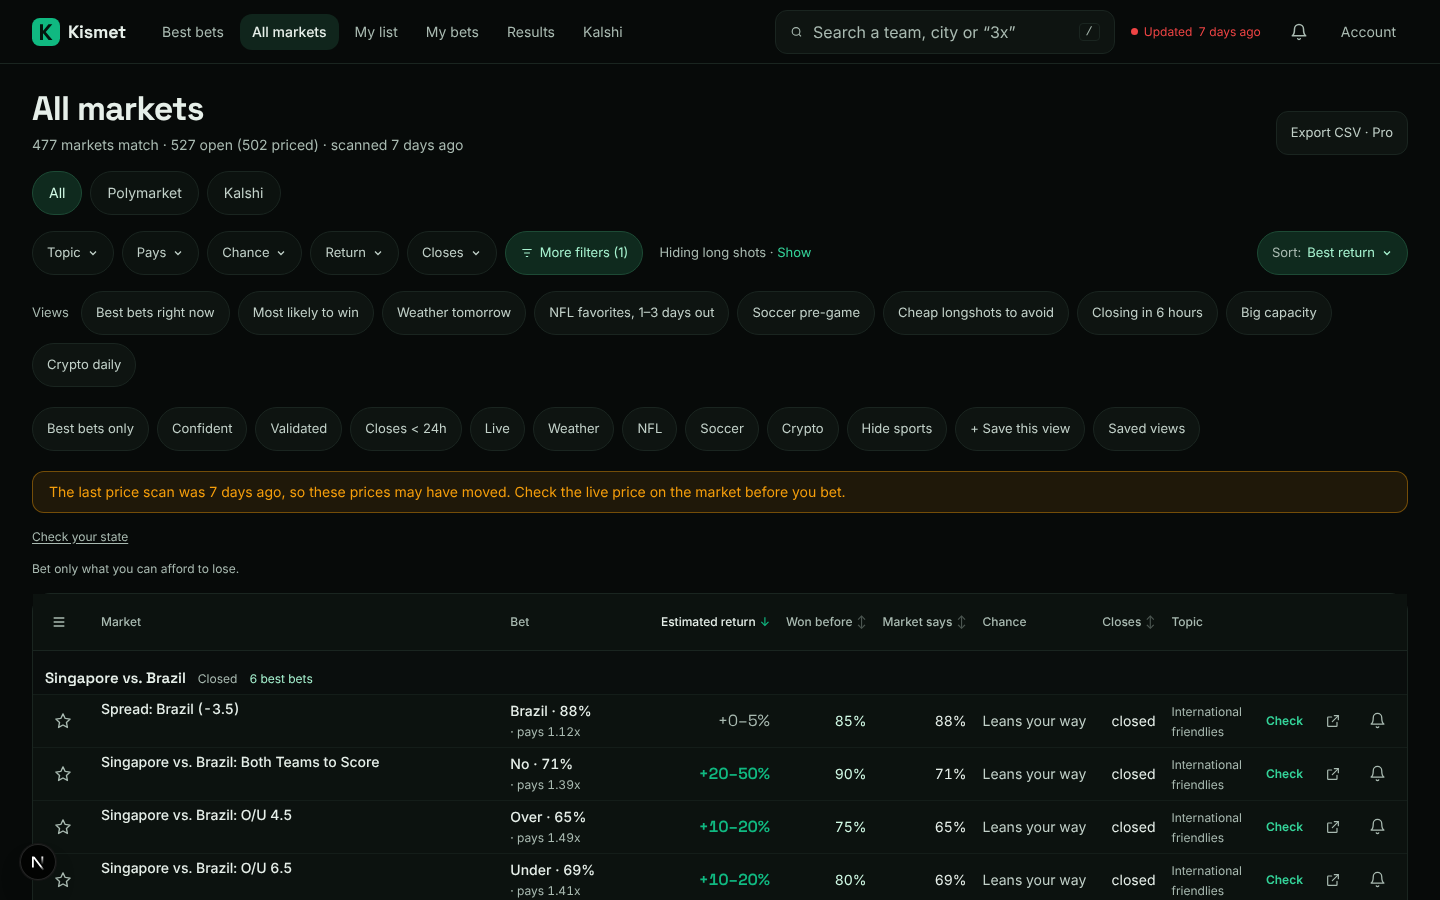 K Kismet Best bets All markets My list My bets Results Kalshi Search a team, city or “3x” / Updated 7 days ago Account
All markets
477 markets match · 527 open (502 priced) · scanned 7 days ago
Export CSV · Pro
All Polymarket Kalshi
Topic Pays Chance Return Closes More filters (1) Hiding long shots · Show Sort: Best return
Views Best bets right now Most likely to win Weather tomorrow NFL favorites, 1–3 days out Soccer pre-game Cheap longshots to avoid Closing in 6 hours Big capacity
Crypto daily
Best bets only Confident Validated Closes < 24h Live Weather NFL Soccer Crypto Hide sports + Save this view Saved views
The last price scan was 7 days ago, so these prices may have moved. Check the live price on the market before you bet.
Check your state
Bet only what you can afford to lose.
Market Bet Estimated return ↓ Won before Market says Chance Closes Topic
Singapore vs. Brazil Closed 6 best bets
Spread: Brazil (-3.5) Brazil · 88% · pays 1.12x +0–5% 85% 88% Leans your way closed International friendlies Check
Singapore vs. Brazil: Both Teams to Score No · 71% · pays 1.39x +20–50% 90% 71% Leans your way closed International friendlies Check
Singapore vs. Brazil: O/U 4.5 Over · 65% · pays 1.49x +10–20% 75% 65% Leans your way closed International friendlies Check
Singapore vs. Brazil: O/U 6.5 Under · 69% · pays 1.41x +10–20% 80% 69% Leans your way closed International friendlies Check
N